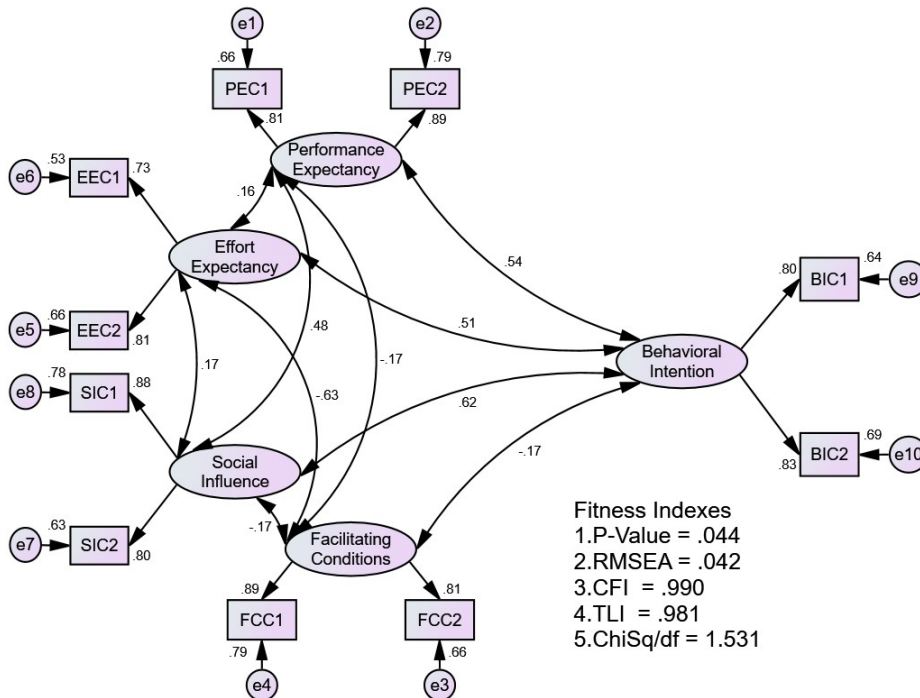 e1
e2
.66
.79
PEC1
PEC2
.81
.89
Performance
Expectancy
e6
.53
EEC1
.73
.16
Effort
Expectancy
.54
e5
.66
EEC2
.81
.48
.51
-.17
.17
-.63
.80
BIC1
.64
e9
Behavioral
Intention
e8
.78
SIC1
.88
.62
Social
Influence
-.17
.83
BIC2
.69
e10
e7
.63
SIC2
.80
-.17
Facilitating
Conditions
.89
.81
FCC1
FCC2
.79
.66
e4
e3
Fitness Indexes
1.P-Value = .044
2.RMSEA = .042
3.CFI = .990
4.TLI = .981
5.ChiSq/df = 1.531